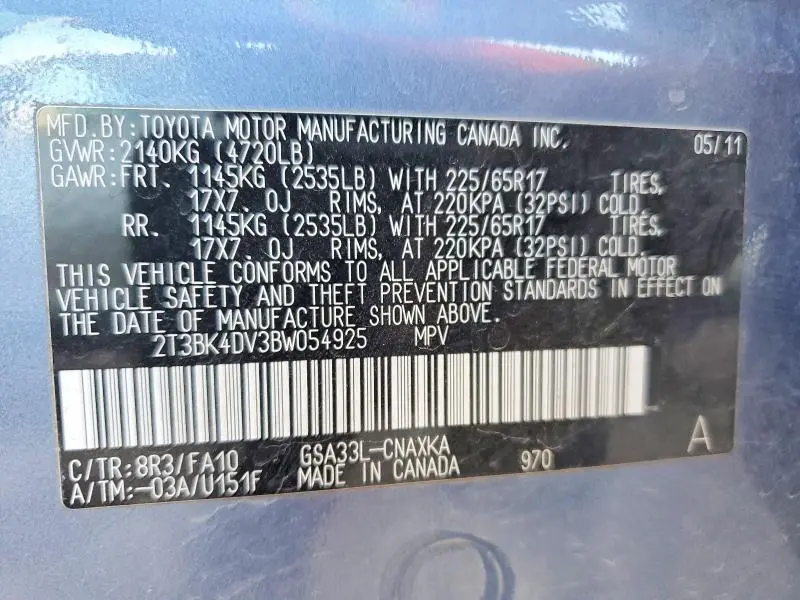 MFD.BY:TOYOTA MOTOR MANUFACTURING CANADA INC. 05/11
GVWR:2140KG (4720LB)
GAWR:FRT. 1145KG (2535LB) WITH 225/65R17 TIRES,
17X7.0J RIMS, AT 220KPA (32PSI) COLD
RR. 1145KG (2535LB) WITH 225/65R17 TIRES,
17X7.0J RIMS, AT 220KPA (32PSI) COLD
THIS VEHICLE CONFORMS TO ALL APPLICABLE FEDERAL MOTOR
VEHICLE SAFETY AND THEFT PREVENTION STANDARDS IN EFFECT ON
THE DATE OF MANUFACTURE SHOWN ABOVE.
2T3BK4DV3BW054925 MPV
A
C/TR:8R3/FA10 GSA33L-CNAXKA
A/TM:-03A/U151F MADE IN CANADA 970